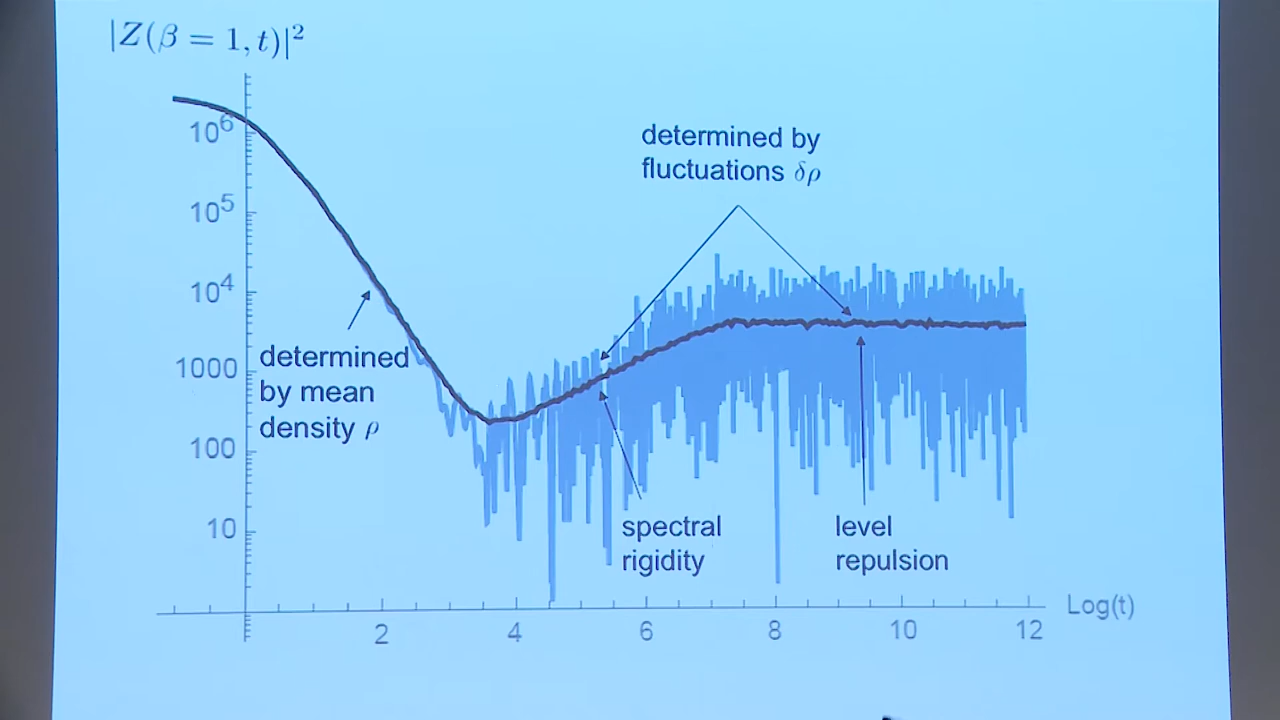 |Z(β = 1, t)|²
10⁶
10⁵
10⁴
1000
100
10
determined by
fluctuations δρ
determined
by mean
density ρ
spectral
rigidity
level
repulsion
2 4 6 8 10 12
Log(t)